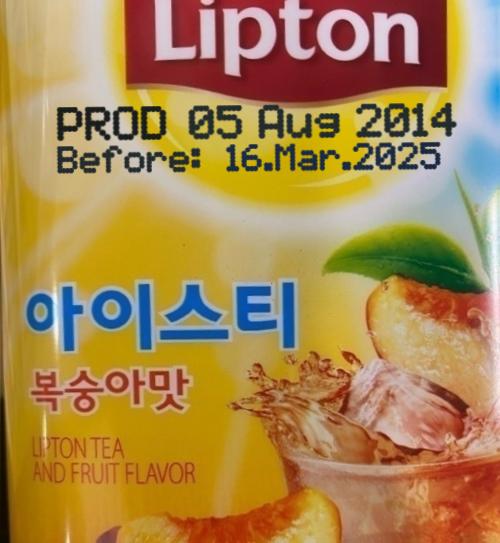 Lipton
PROD 05 Aug 2014
Before: 16.Mar.2025
아이스티
복숭아맛
LIPTON TEA
AND FRUIT FLAVOR